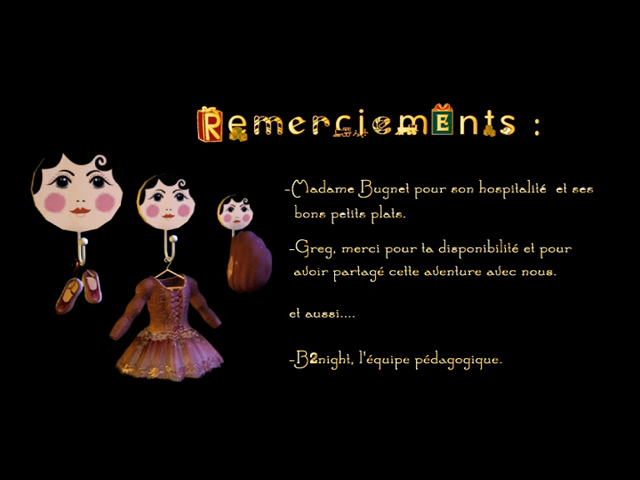 RemerciemEnts :
-Madame Bugnet pour son hospitalité et ses
bons petits plats.
-Greg, merci pour ta disponibilité et pour
avoir partagé cette aventure avec nous.
et aussi....
-B2night, l'équipe pédagogique.